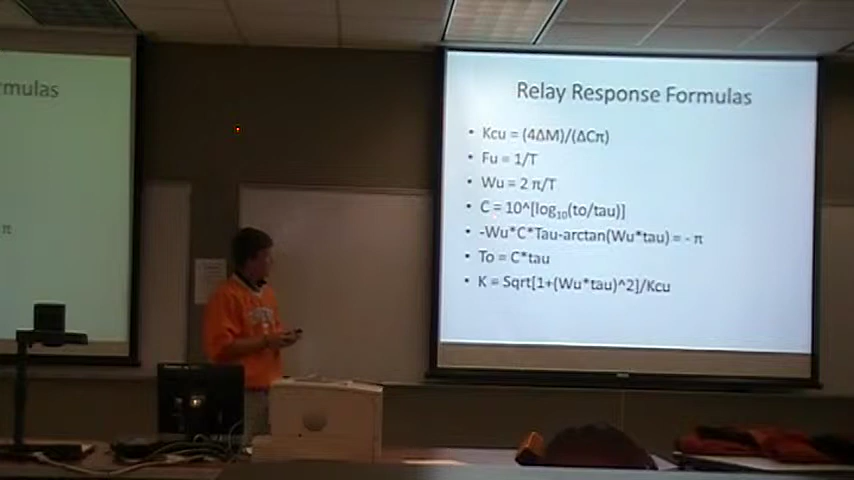 rmulas
π
Relay Response Formulas
• Kcu = (4ΔM)/(ΔCπ)
• Fu = 1/T
• Wu = 2 π/T
• C = 10^[log10(to/tau)]
• -Wu*C*Tau-arctan(Wu*tau) = - π
• To = C*tau
• K = Sqrt[1+(Wu*tau)^2]/Kcu